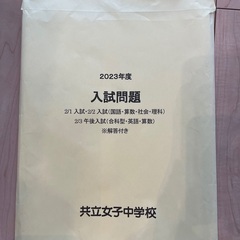 2023年度
入試問題
2/1 入試・2/2 入試(国語・算数・社会・理科)
2/3 午後入試(合科型・英語・算数)
※解答付き
共立女子中学校